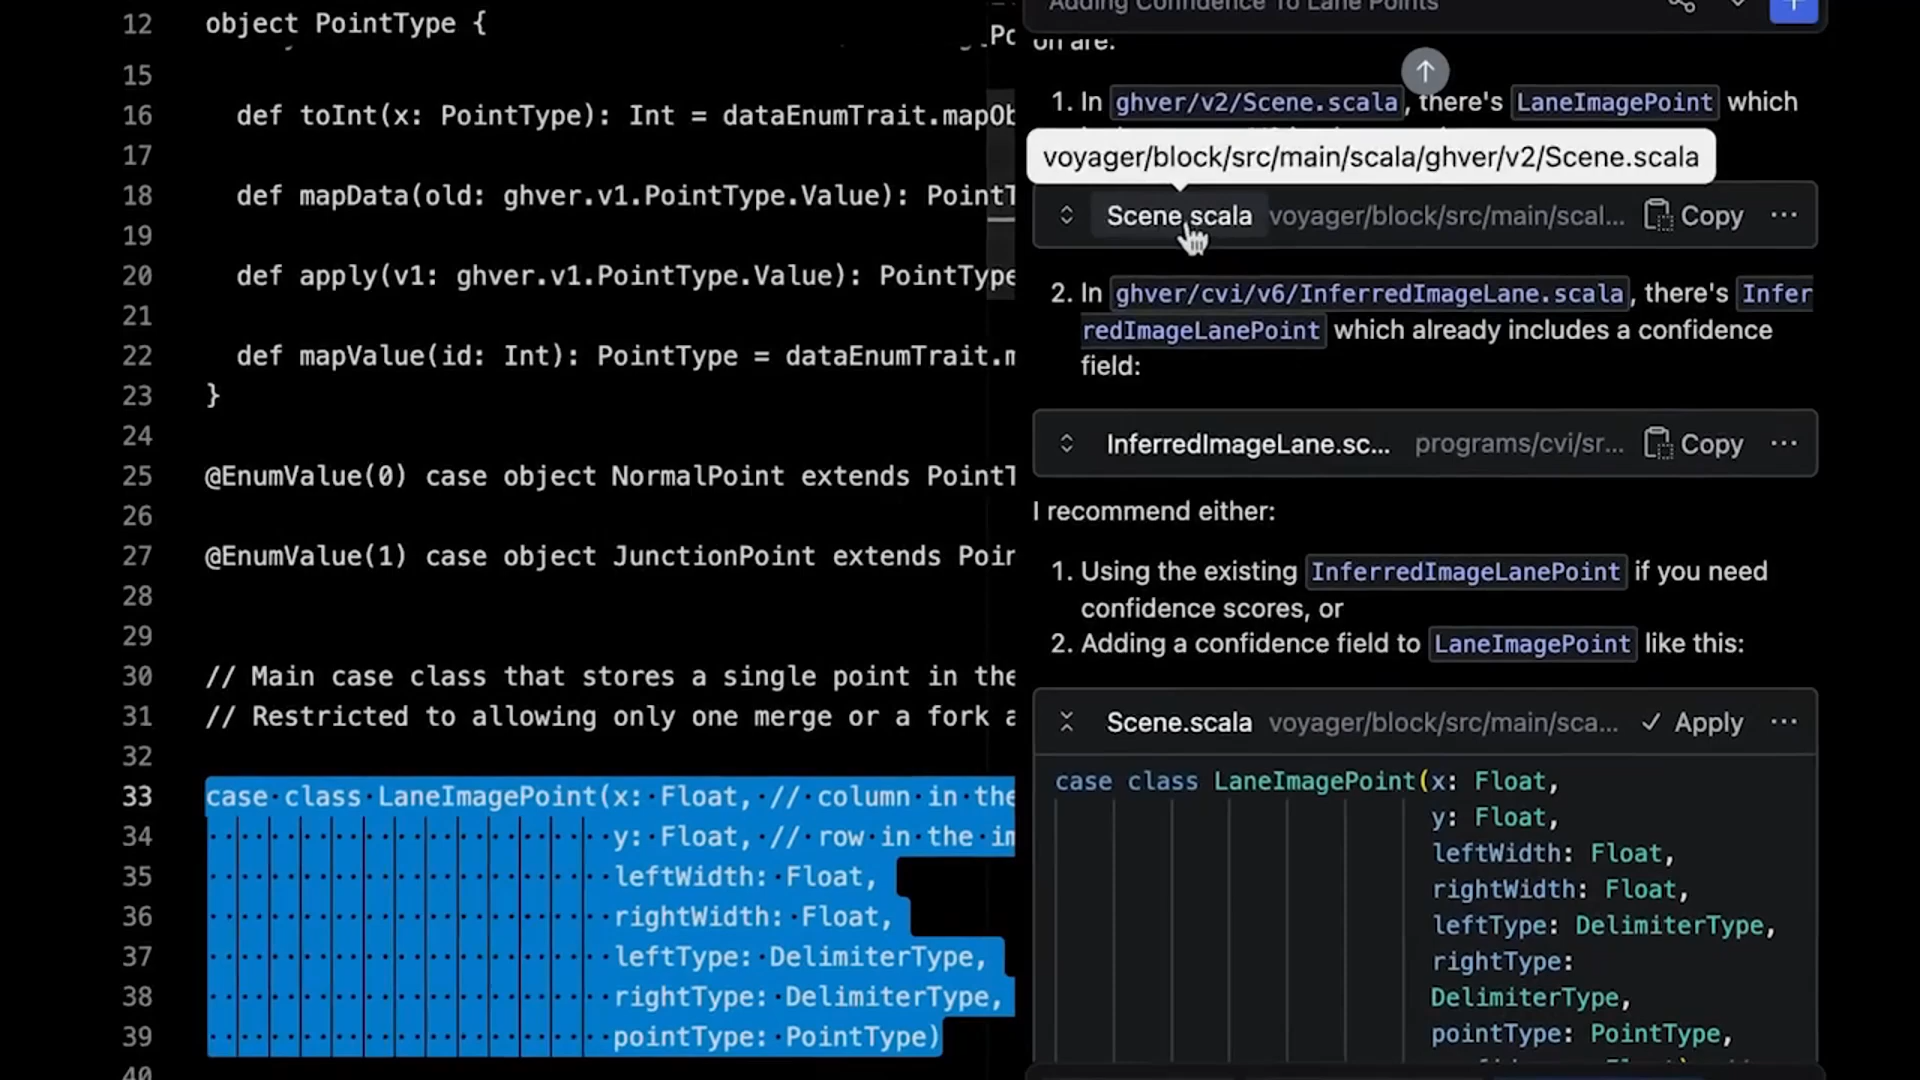 12 object PointType {
15
16 def toInt(x: PointType): Int = dataEnumTrait.mapOb
17
18 def mapData(old: ghver.v1.PointType.Value): PointT
19
20 def apply(v1: ghver.v1.PointType.Value): PointType
21
22 def mapValue(id: Int): PointType = dataEnumTrait.m
23 }
24
25 @EnumValue(0) case object NormalPoint extends PointT
26
27 @EnumValue(1) case object JunctionPoint extends Poin
28
29
30 // Main case class that stores a single point in the
31 // Restricted to allowing only one merge or a fork a
32
33 case class LaneImagePoint(x: Float, // column in the
34 y: Float, // row in the im
35 leftWidth: Float,
36 rightWidth: Float,
37 leftType: DelimiterType,
38 rightType: DelimiterType,
39 pointType: PointType)
40
Adding Confidence To Lane Points
on are:
1. In ghver/v2/Scene.scala, there's LaneImagePoint which
voyager/block/src/main/scala/ghver/v2/Scene.scala
Scene.scala voyager/block/src/main/scal... Copy ...
2. In ghver/cvi/v6/InferredImageLane.scala, there's Infer
redImageLanePoint which already includes a confidence
field:
InferredImageLane.sc... programs/cvi/sr... Copy ...
I recommend either:
1. Using the existing InferredImageLanePoint if you need
confidence scores, or
2. Adding a confidence field to LaneImagePoint like this:
Scene.scala voyager/block/src/main/sca... Apply ...
case class LaneImagePoint(x: Float,
y: Float,
leftWidth: Float,
rightWidth: Float,
leftType: DelimiterType,
rightType:
DelimiterType,
pointType: PointType,